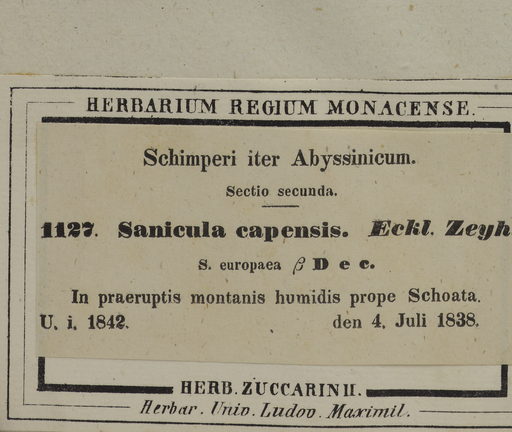 HERBARIUM REGIUM MONACENSE.
Schimperi iter Abyssinicum.
Sectio secunda.
1127. Sanicula capensis. Eckl. Zeyh
S. europaea β Dec.
In praeruptis montanis humidis prope Schoata.
U. i. 1842. den 4. Juli 1838.
HERB. ZUCCARINII.
Herbar. Univ. Ludov. Maximil.